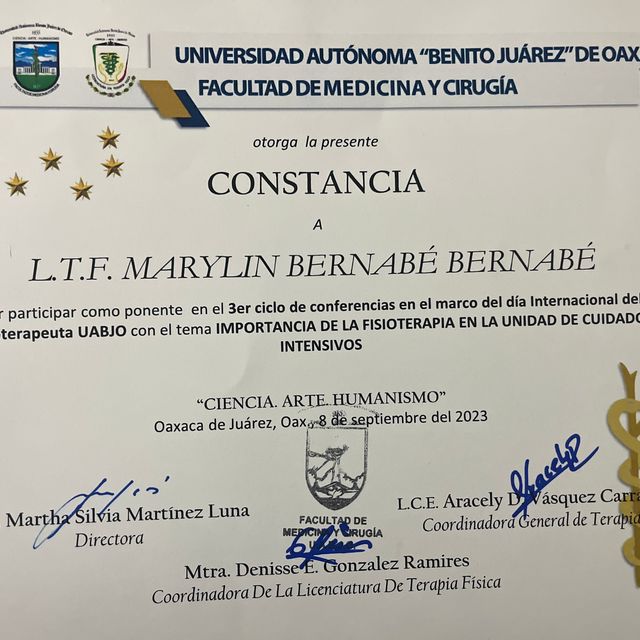 UNIVERSIDAD AUTÓNOMA “BENITO JUÁREZ” DE OAX
FACULTAD DE MEDICINA Y CIRUGÍA
otorga la presente
CONSTANCIA
A
L.T.F. MARYLIN BERNABÉ BERNABÉ
r participar como ponente en el 3er ciclo de conferencias en el marco del día Internacional del
oterapeuta UABJO con el tema IMPORTANCIA DE LA FISIOTERAPIA EN LA UNIDAD DE CUIDADO
INTENSIVOS
“CIENCIA. ARTE. HUMANISMO”
Oaxaca de Juárez, Oax., 8 de septiembre del 2023
Martha Silvia Martínez Luna
Directora
L.C.E. Aracely D. Vásquez Carra
Coordinadora General de Terapia
FACULTAD DE
MEDICINA Y CIRUGÍA
Mtra. Denisse E. Gonzalez Ramires
Coordinadora De La Licenciatura De Terapia Física